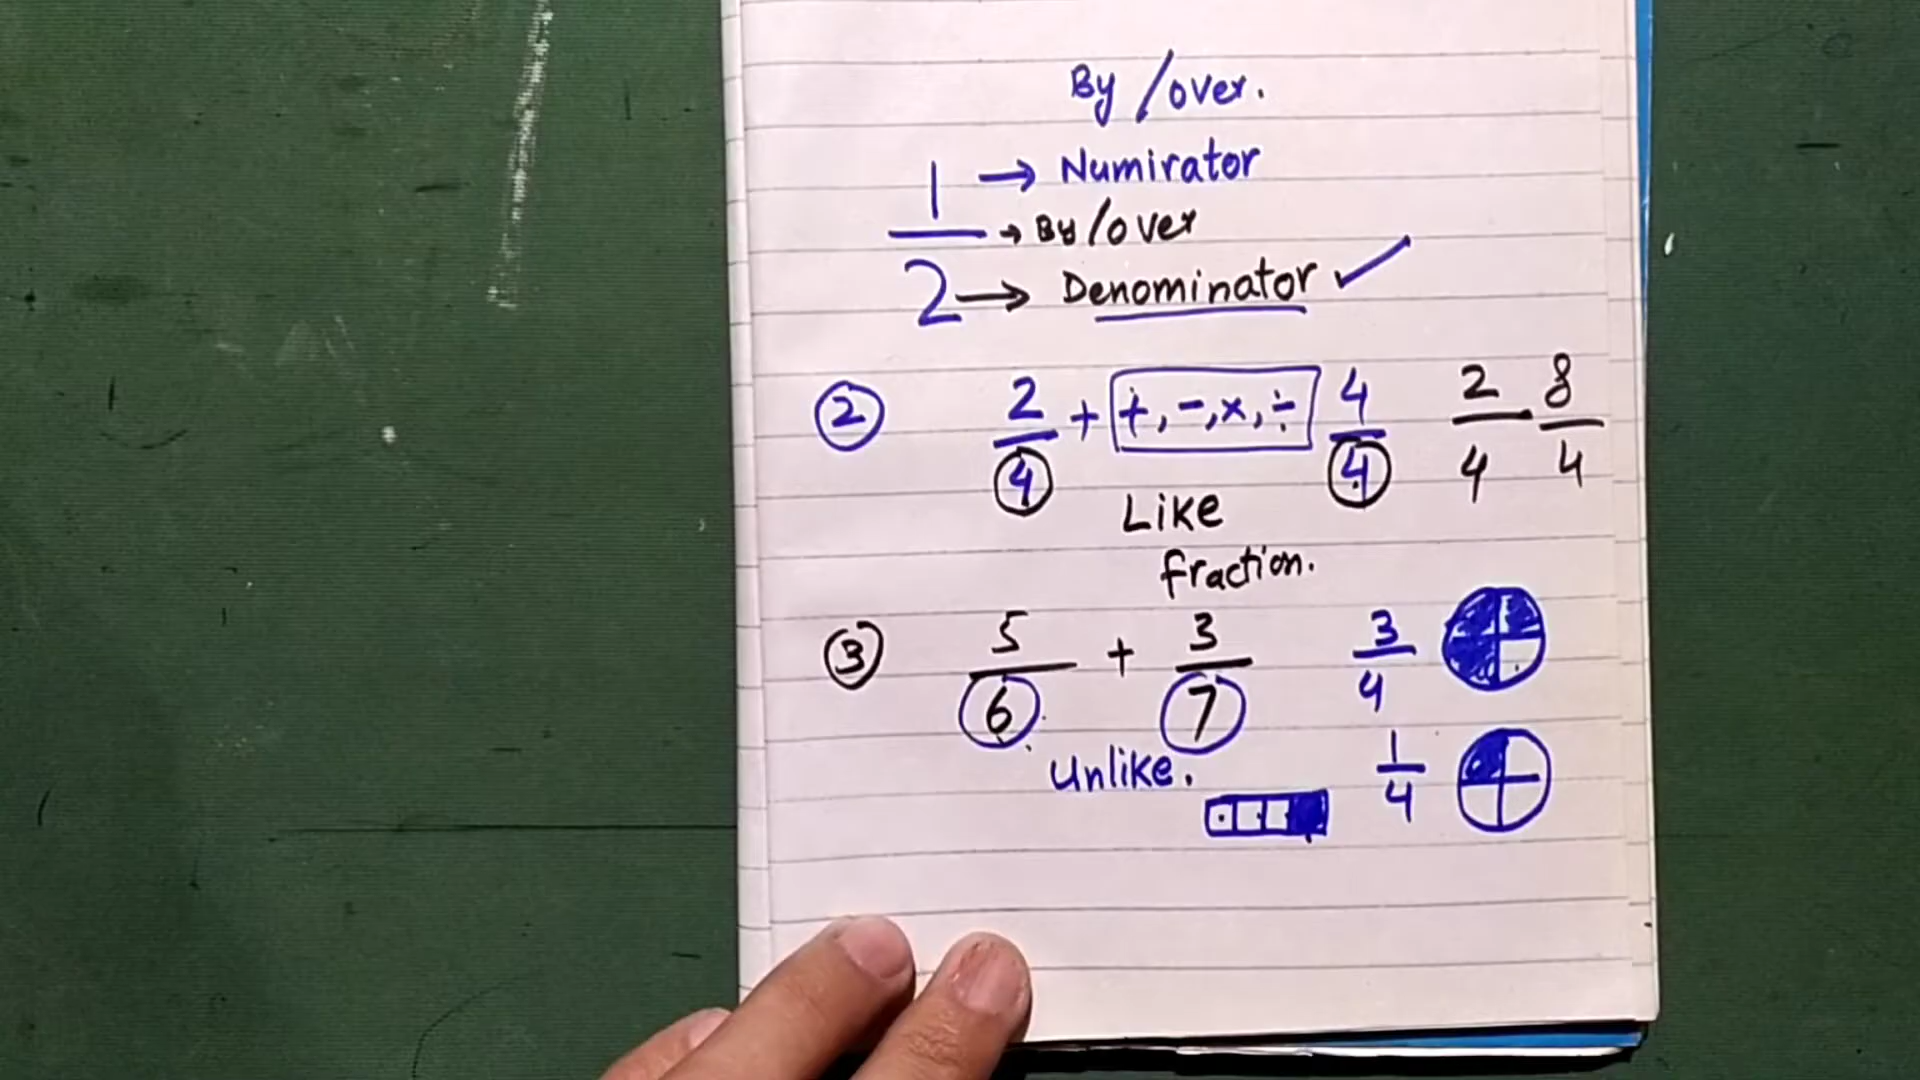 By /over.
1 → Numirator
→ By/over
2 → Denominator ✓
② 2/4 + +,-,×,÷ 4/4 2/4 8/4
Like
fraction.
③ 5/6 + 3/7 3/4
Unlike. 1/4